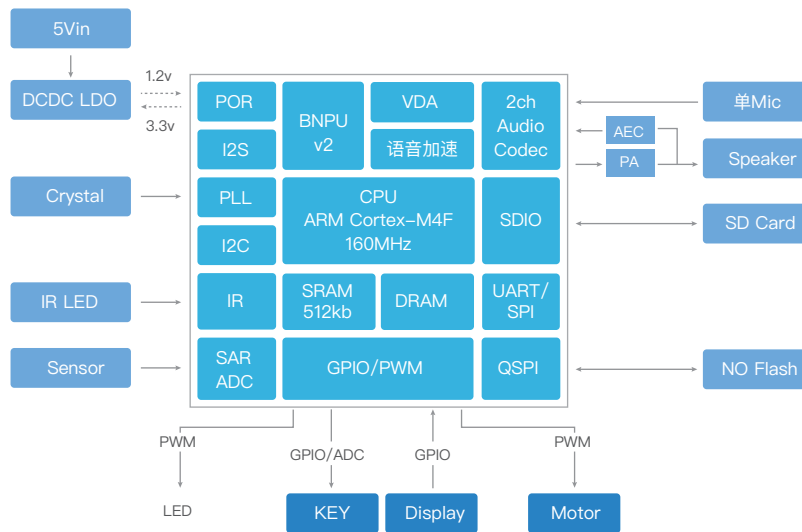 5Vin
DCDC LDO
1.2v
3.3v
Crystal
IR LED
Sensor
POR
I2S
PLL
I2C
IR
SAR
ADC
BNPU
v2
VDA
语音加速
2ch
Audio
Codec
CPU
ARM Cortex-M4F
160MHz
SDIO
SRAM
512kb
DRAM
UART/
SPI
GPIO/PWM
QSPI
单Mic
AEC
PA
Speaker
SD Card
NO Flash
PWM
GPIO/ADC
GPIO
PWM
LED
KEY
Display
Motor